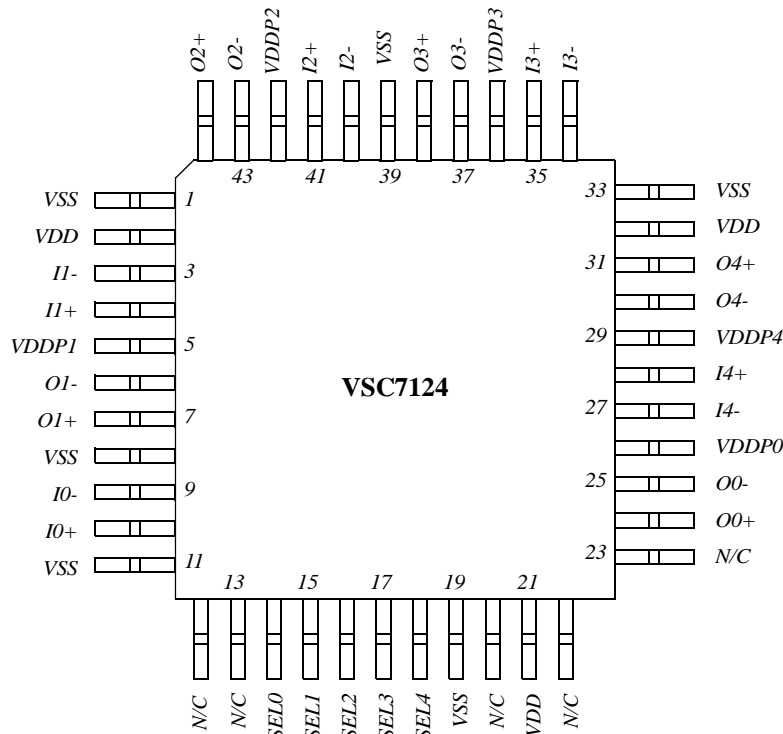 O2+ O2- VDDP2 I2+ I2- VSS O3+ O3- VDDP3 I3+ I3-
43 41 39 37 35
VSS 1 33 VSS
VDD VDD
I1- 3 31 O4+
I1+ O4-
VDDP1 5 29 VDDP4
O1- VSC7124 I4+
O1+ 7 27 I4-
VSS VDDP0
I0- 9 25 O0-
I0+ O0+
VSS 11 23 N/C
13 15 17 19 21
N/C N/C SEL0 SEL1 SEL2 SEL3 SEL4 VSS N/C VDD N/C